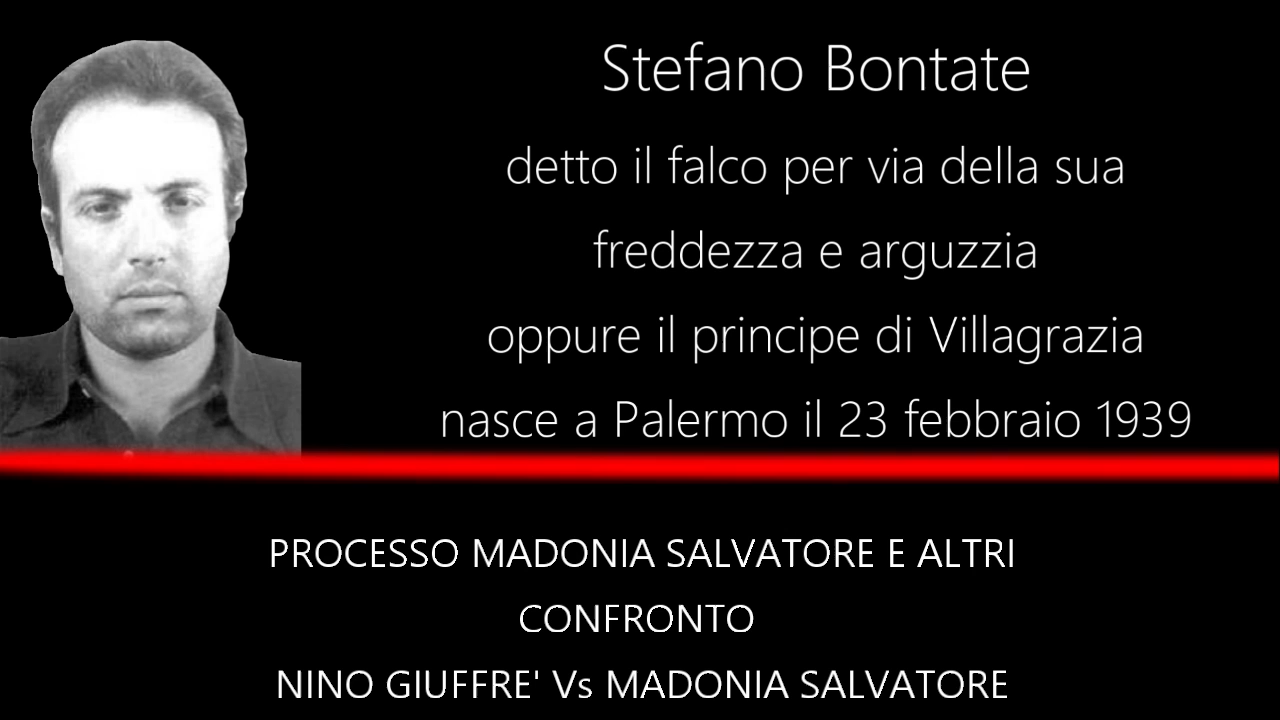 Stefano Bontate
detto il falco per via della sua
freddezza e arguzzia
oppure il principe di Villagrazia
nasce a Palermo il 23 febbraio 1939
PROCESSO MADONIA SALVATORE E ALTRI
CONFRONTO
NINO GIUFFRE' Vs MADONIA SALVATORE